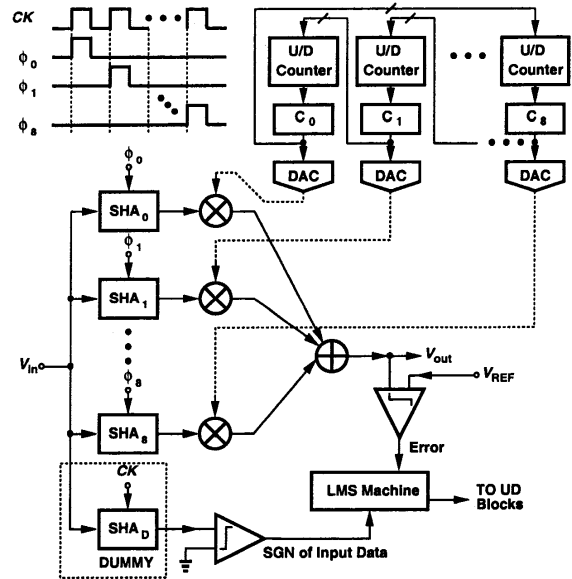 CK
ϕ0
ϕ1
ϕ8
U/D Counter
U/D Counter
U/D Counter
C0
C1
C8
DAC
DAC
DAC
ϕ0
SHA0
ϕ1
SHA1
ϕ8
SHA8
Vin
Vout
VREF
Error
CK
SHAD
DUMMY
LMS Machine
TO UD
Blocks
SGN of Input Data